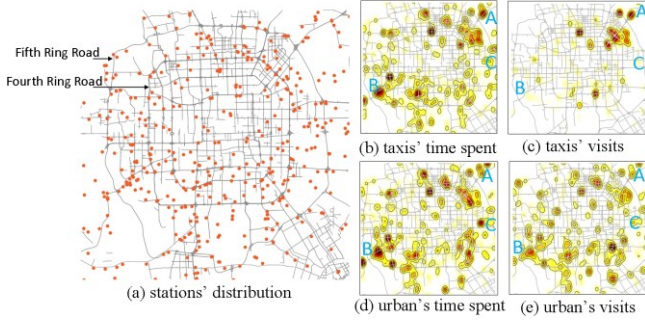 Fifth Ring Road
Fourth Ring Road
(a) stations' distribution
A
C
B
(b) taxis' time spent
A
C
B
(c) taxis' visits
A
C
B
(d) urban's time spent
A
C
B
(e) urban's visits